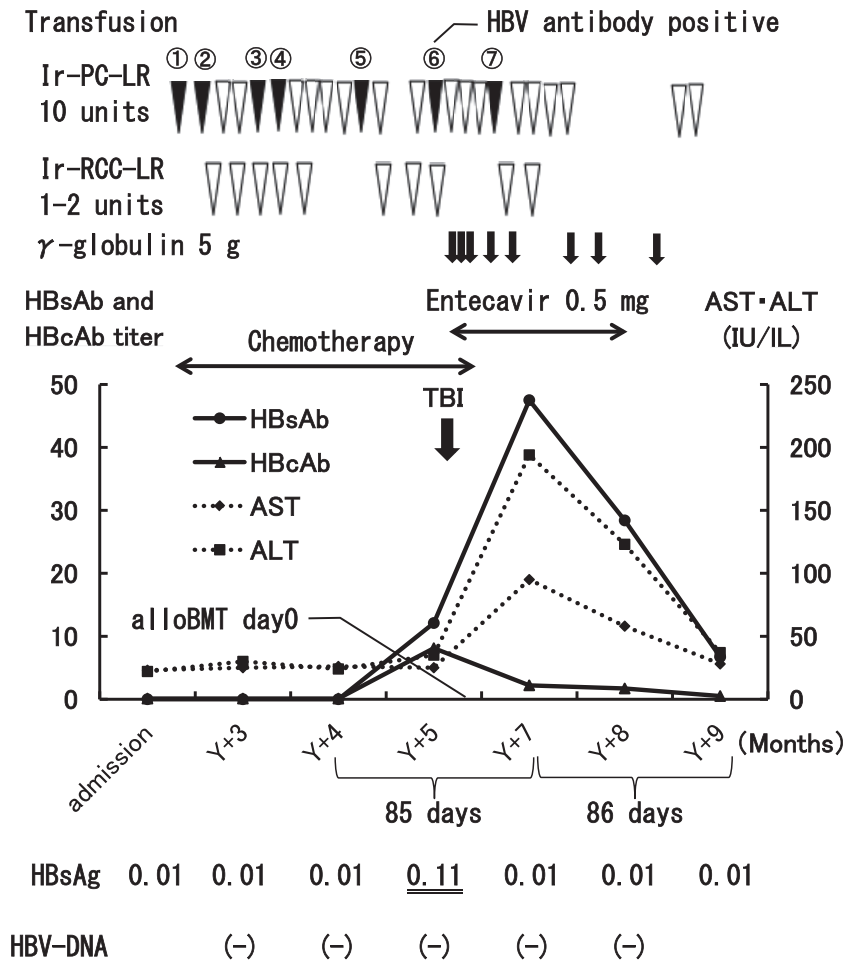 Transfusion
HBV antibody positive
① ② ③ ④ ⑤ ⑥ ⑦
Ir-PC-LR
10 units
Ir-RCC-LR
1-2 units
γ-globulin 5 g
HBsAb and
HBcAb titer
Entecavir 0.5 mg
AST・ALT
(IU/IL)
Chemotherapy
TBI
50
40
30
20
10
0
250
200
150
100
50
0
HBsAb
HBcAb
AST
ALT
alloBMT day0
admission Y+3 Y+4 Y+5 Y+7 Y+8 Y+9 (Months)
85 days 86 days
HBsAg 0.01 0.01 0.01 0.11 0.01 0.01 0.01
HBV-DNA (-) (-) (-) (-) (-)